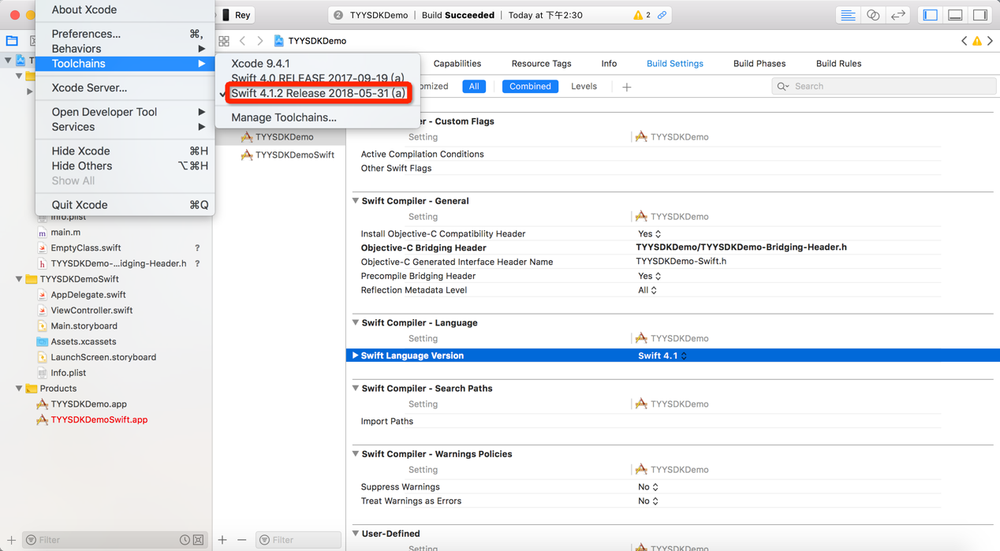 About Xcode
Preferences... ⌘,
Behaviors
Toolchains
Xcode Server...
Open Developer Tool
Services
Hide Xcode ⌘H
Hide Others ⌥⌘H
Show All
Quit Xcode ⌘Q
Xcode 9.4.1
Swift 4.0 RELEASE 2017-09-19 (a)
✓ Swift 4.1.2 Release 2018-05-31 (a)
Manage Toolchains...
Rey
2 TYYSDKDemo | Build Succeeded | Today at 下午2:30
2
TYYSDKDemo
Info.plist
main.m
EmptyClass.swift ?
TYYSDKDemo-...idging-Header.h ?
TYYSDKDemoSwift
AppDelegate.swift
ViewController.swift
Main.storyboard
Assets.xcassets
LaunchScreen.storyboard
Info.plist
Products
TYYSDKDemo.app
TYYSDKDemoSwift.app
Filter
TYYSDKDemo
TYYSDKDemoSwift
Filter
Capabilities Resource Tags Info Build Settings Build Phases Build Rules
All Combined Levels + Search
Custom Flags
Setting TYYSDKDemo
Active Compilation Conditions
Other Swift Flags
Swift Compiler - General
Setting TYYSDKDemo
Install Objective-C Compatibility Header Yes
Objective-C Bridging Header TYYSDKDemo/TYYSDKDemo-Bridging-Header.h
Objective-C Generated Interface Header Name TYYSDKDemo-Swift.h
Precompile Bridging Header Yes
Reflection Metadata Level All
Swift Compiler - Language
Setting TYYSDKDemo
Swift Language Version Swift 4.1
Swift Compiler - Search Paths
Setting TYYSDKDemo
Import Paths
Swift Compiler - Warnings Policies
Setting TYYSDKDemo
Suppress Warnings No
Treat Warnings as Errors No
User-Defined
Setting TYYSDKDemo